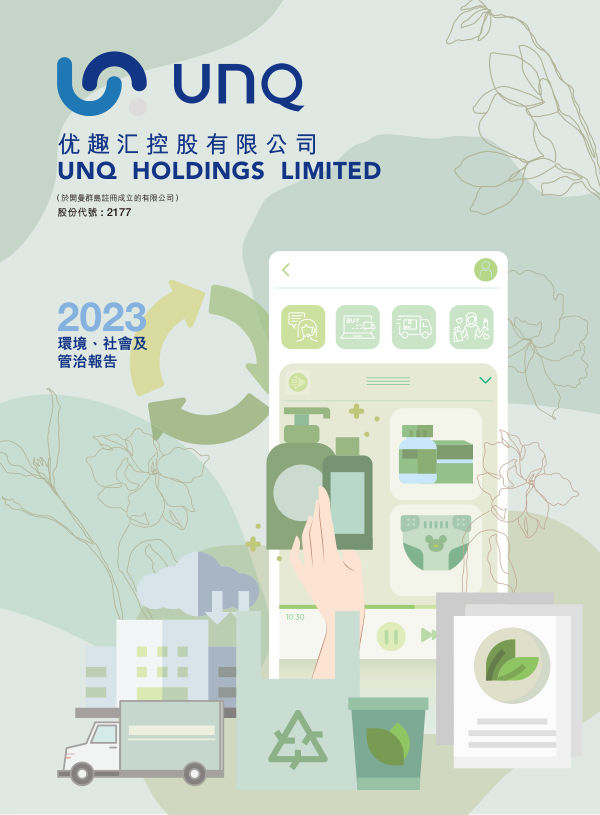 UNQ
优趣汇控股有限公司
UNQ HOLDINGS LIMITED
(於開曼群島註冊成立的有限公司)
股份代號:2177
2023
環境、社會及
管治報告
BUY
10:30